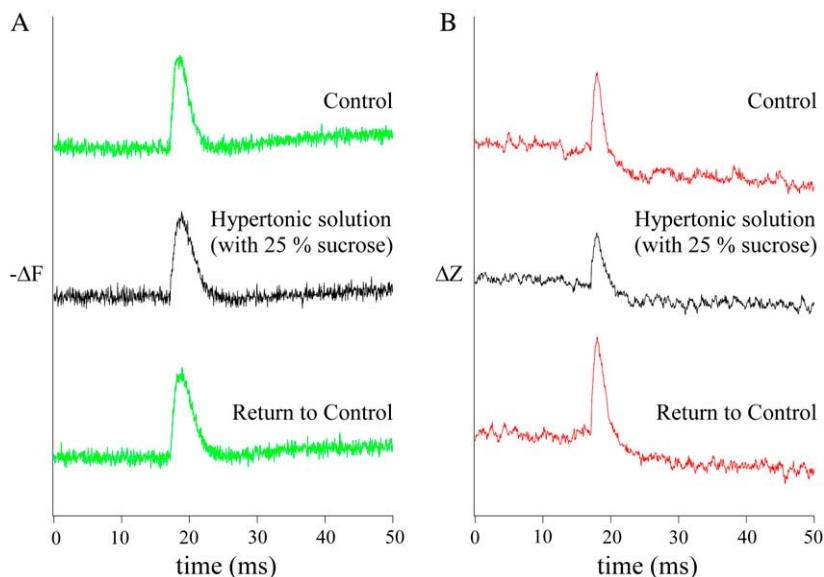 A
Control
Hypertonic solution
(with 25 % sucrose)
-ΔF
Return to Control
0 10 20 30 40 50
time (ms)
B
Control
Hypertonic solution
(with 25 % sucrose)
ΔZ
Return to Control
0 10 20 30 40 50
time (ms)